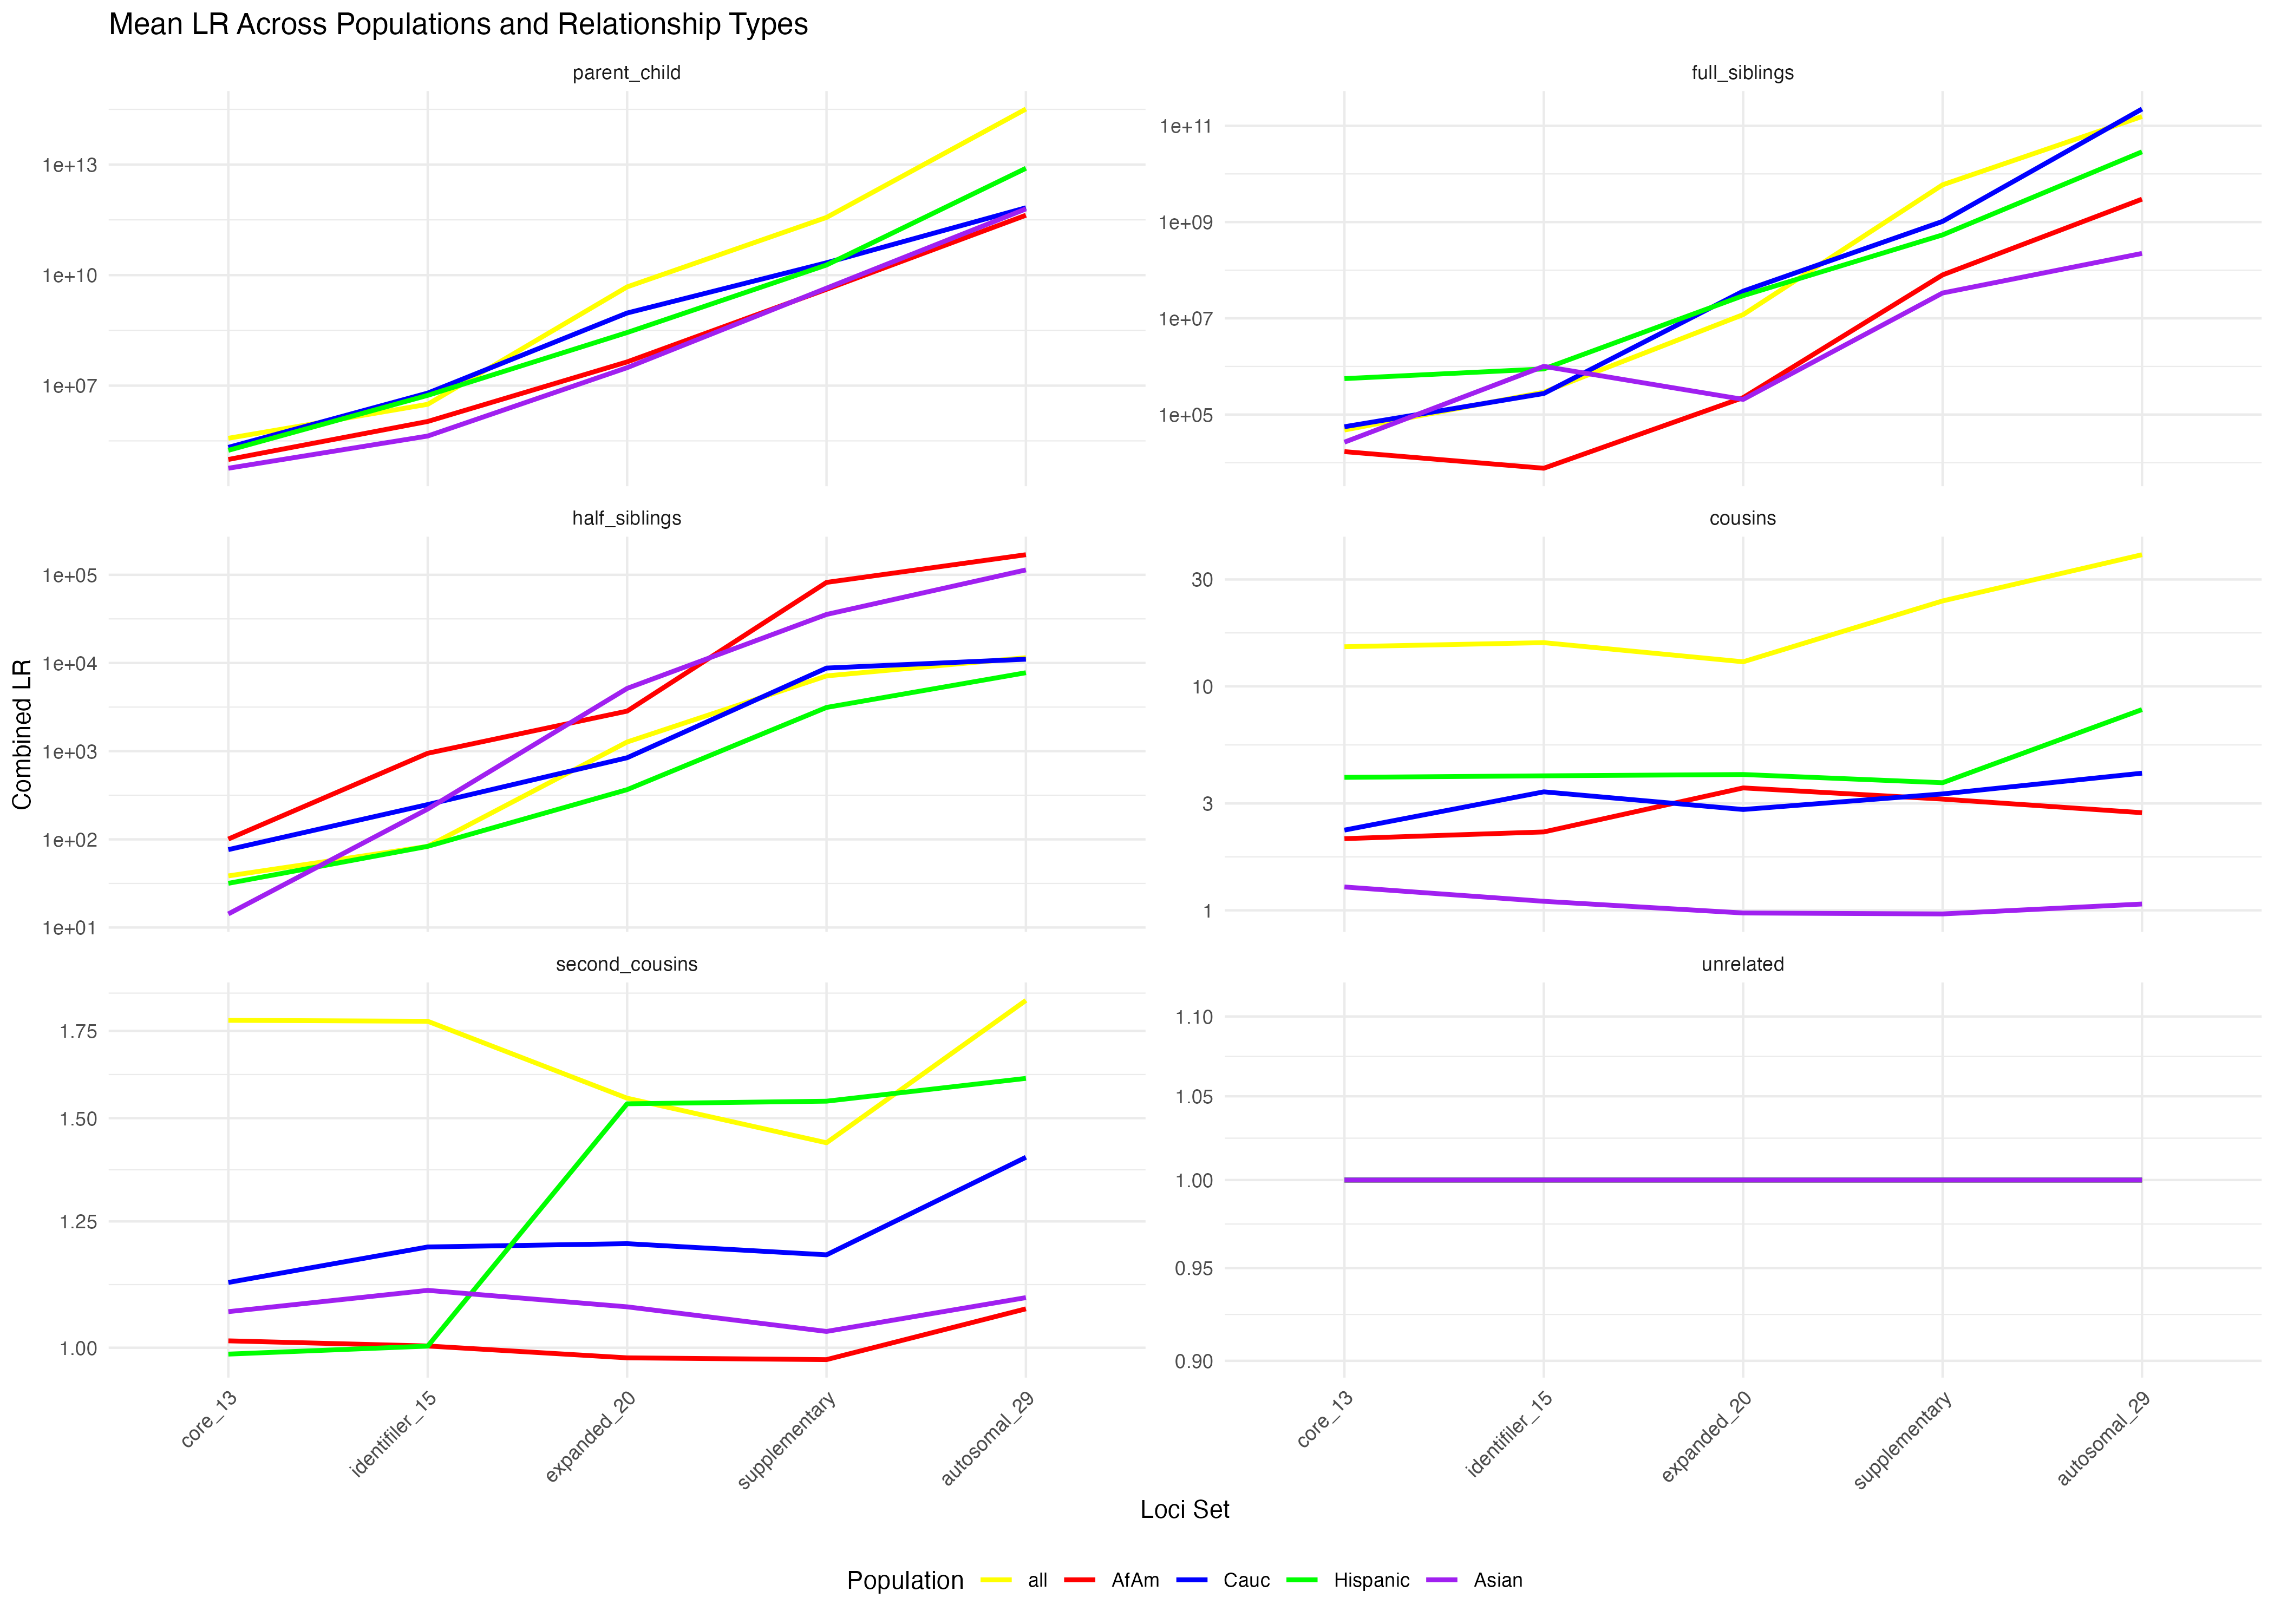 Mean LR Across Populations and Relationship Types
parent_child
full_siblings
1e+13
1e+10
1e+07
1e+11
1e+09
1e+07
1e+05
half_siblings
cousins
Combined LR
1e+05
1e+04
1e+03
1e+02
1e+01
30
10
3
1
second_cousins
unrelated
1.75
1.50
1.25
1.00
1.10
1.05
1.00
0.95
0.90
core_13
identifiler_15
expanded_20
supplementary
autosomal_29
core_13
identifiler_15
expanded_20
supplementary
autosomal_29
Loci Set
Population all AfAm Cauc Hispanic Asian